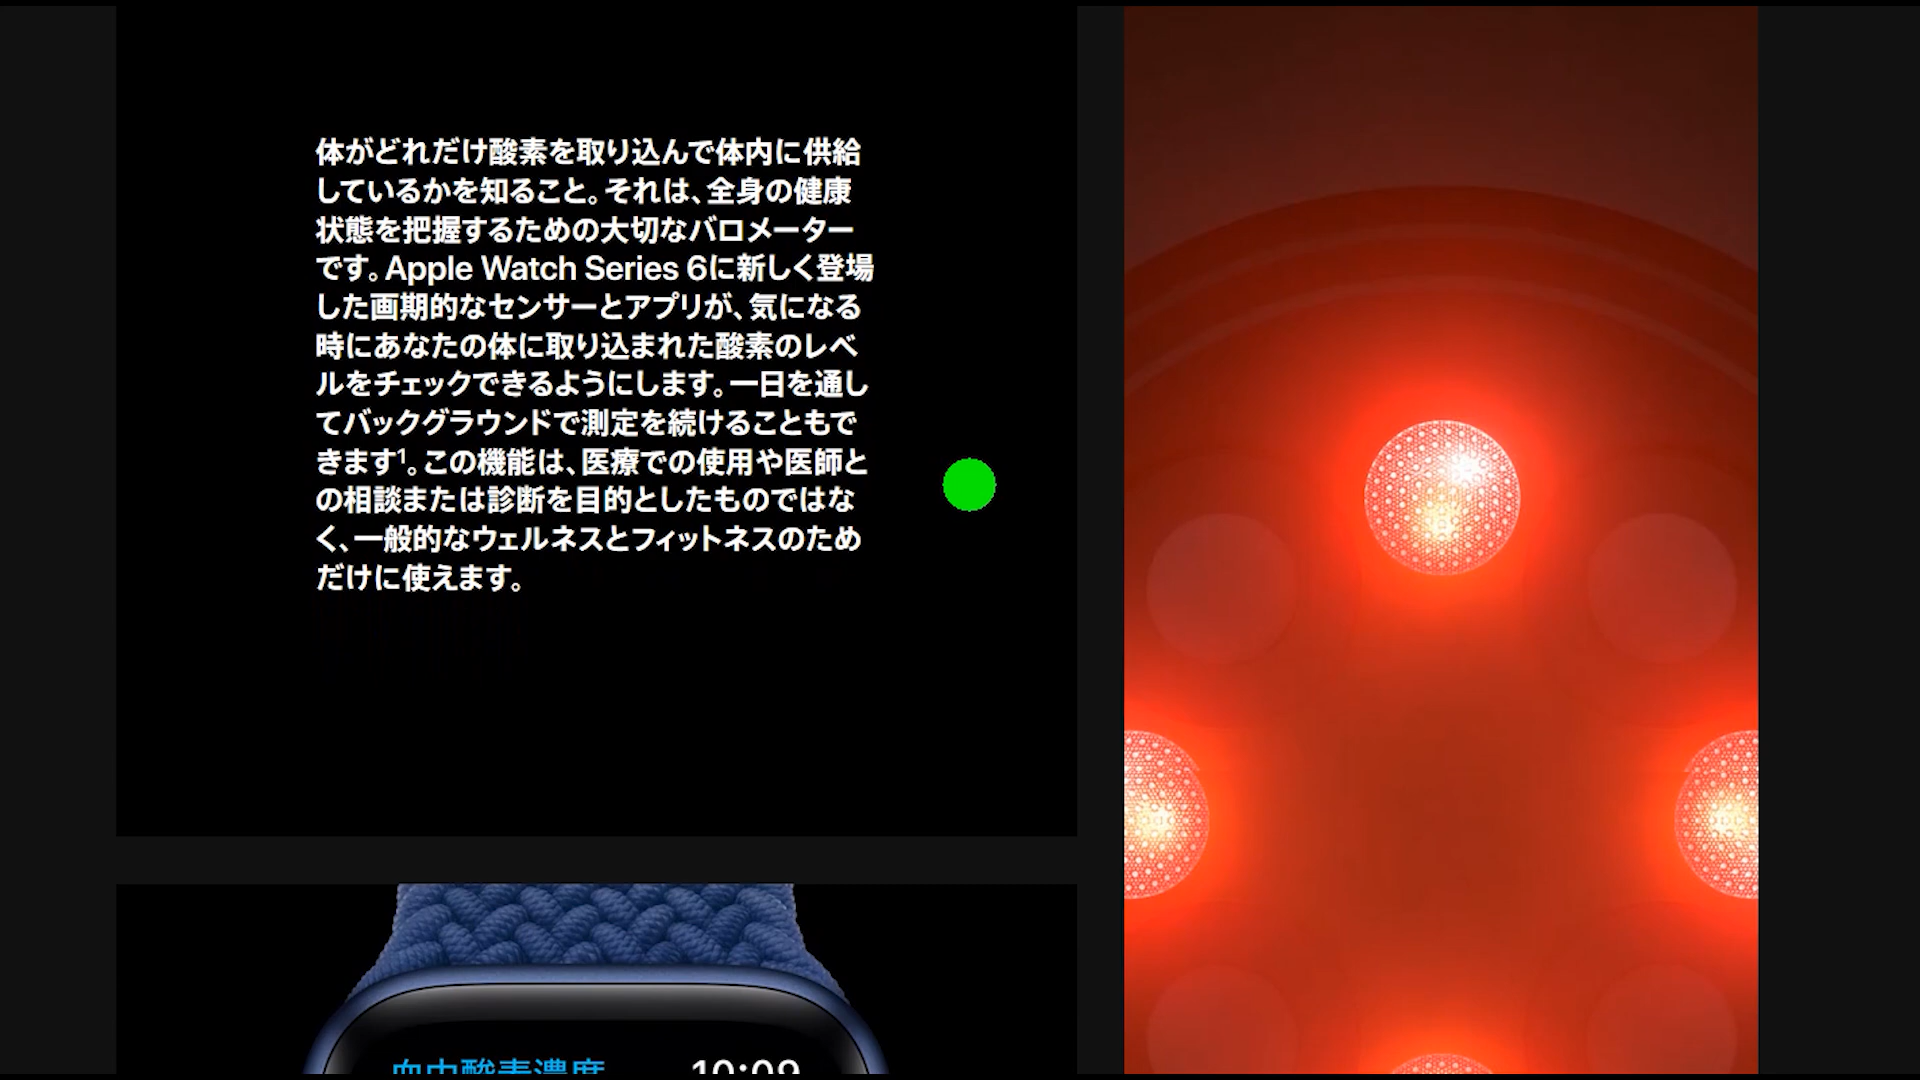 体がどれだけ酸素を取り込んで体内に供給
しているかを知ること。それは、全身の健康
状態を把握するための大切なバロメーター
です。Apple Watch Series 6に新しく登場
した画期的なセンサーとアプリが、気になる
時にあなたの体に取り込まれた酸素のレベ
ルをチェックできるようにします。一日を通し
てバックグラウンドで測定を続けることもで
きます¹。この機能は、医療での使用や医師と
の相談または診断を目的としたものではな
く、一般的なウェルネスとフィットネスのため
だけに使えます。
血中酸素濃度 10:09